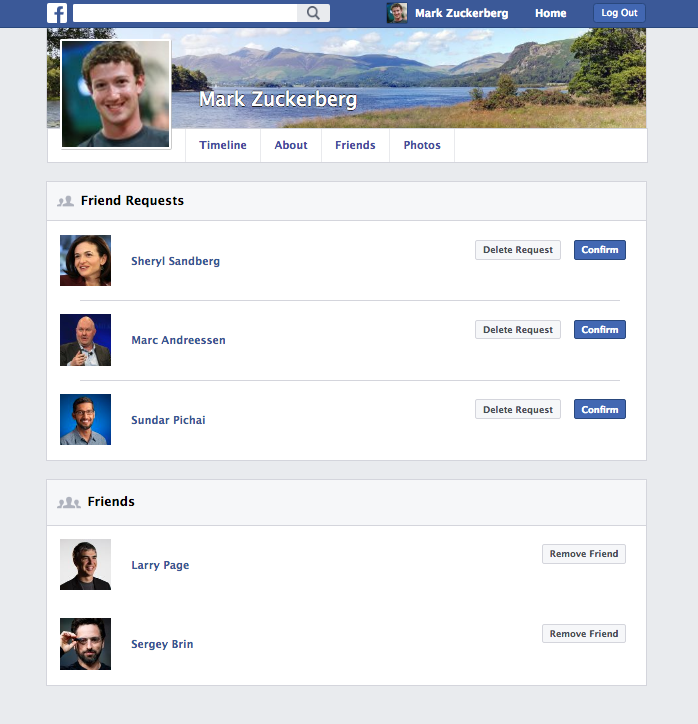 f
Mark Zuckerberg Home Log Out
Mark Zuckerberg
Timeline About Friends Photos
Friend Requests
Sheryl Sandberg Delete Request Confirm
Marc Andreessen Delete Request Confirm
Sundar Pichai Delete Request Confirm
Friends
Larry Page Remove Friend
Sergey Brin Remove Friend